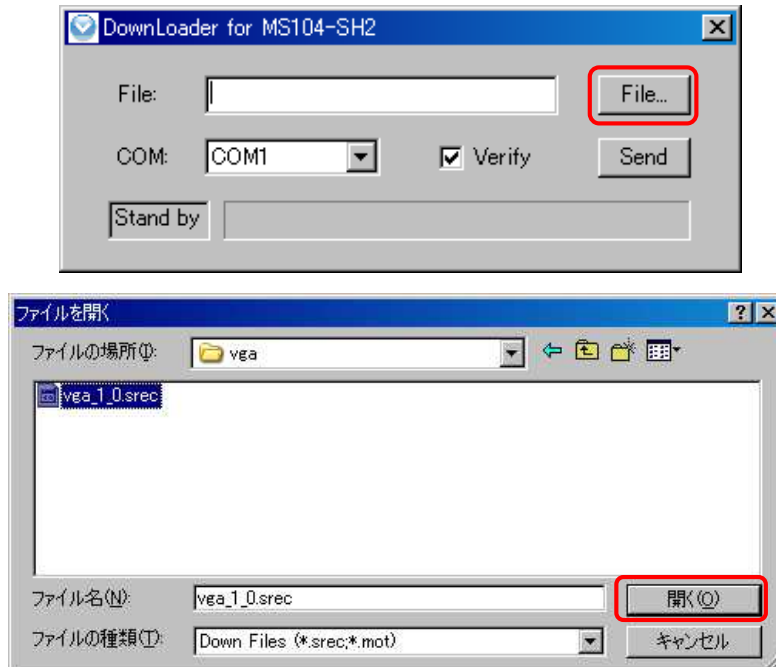 DownLoader for MS104-SH2
File:
File...
COM:
COM1
Verify
Send
Stand by
ファイルを開く
ファイルの場所(I):
vga
vga_1_0.srec
ファイル名(N):
vga_1_0.srec
開く(O)
ファイルの種類(T):
Down Files (*.srec;*.mot)
キャンセル